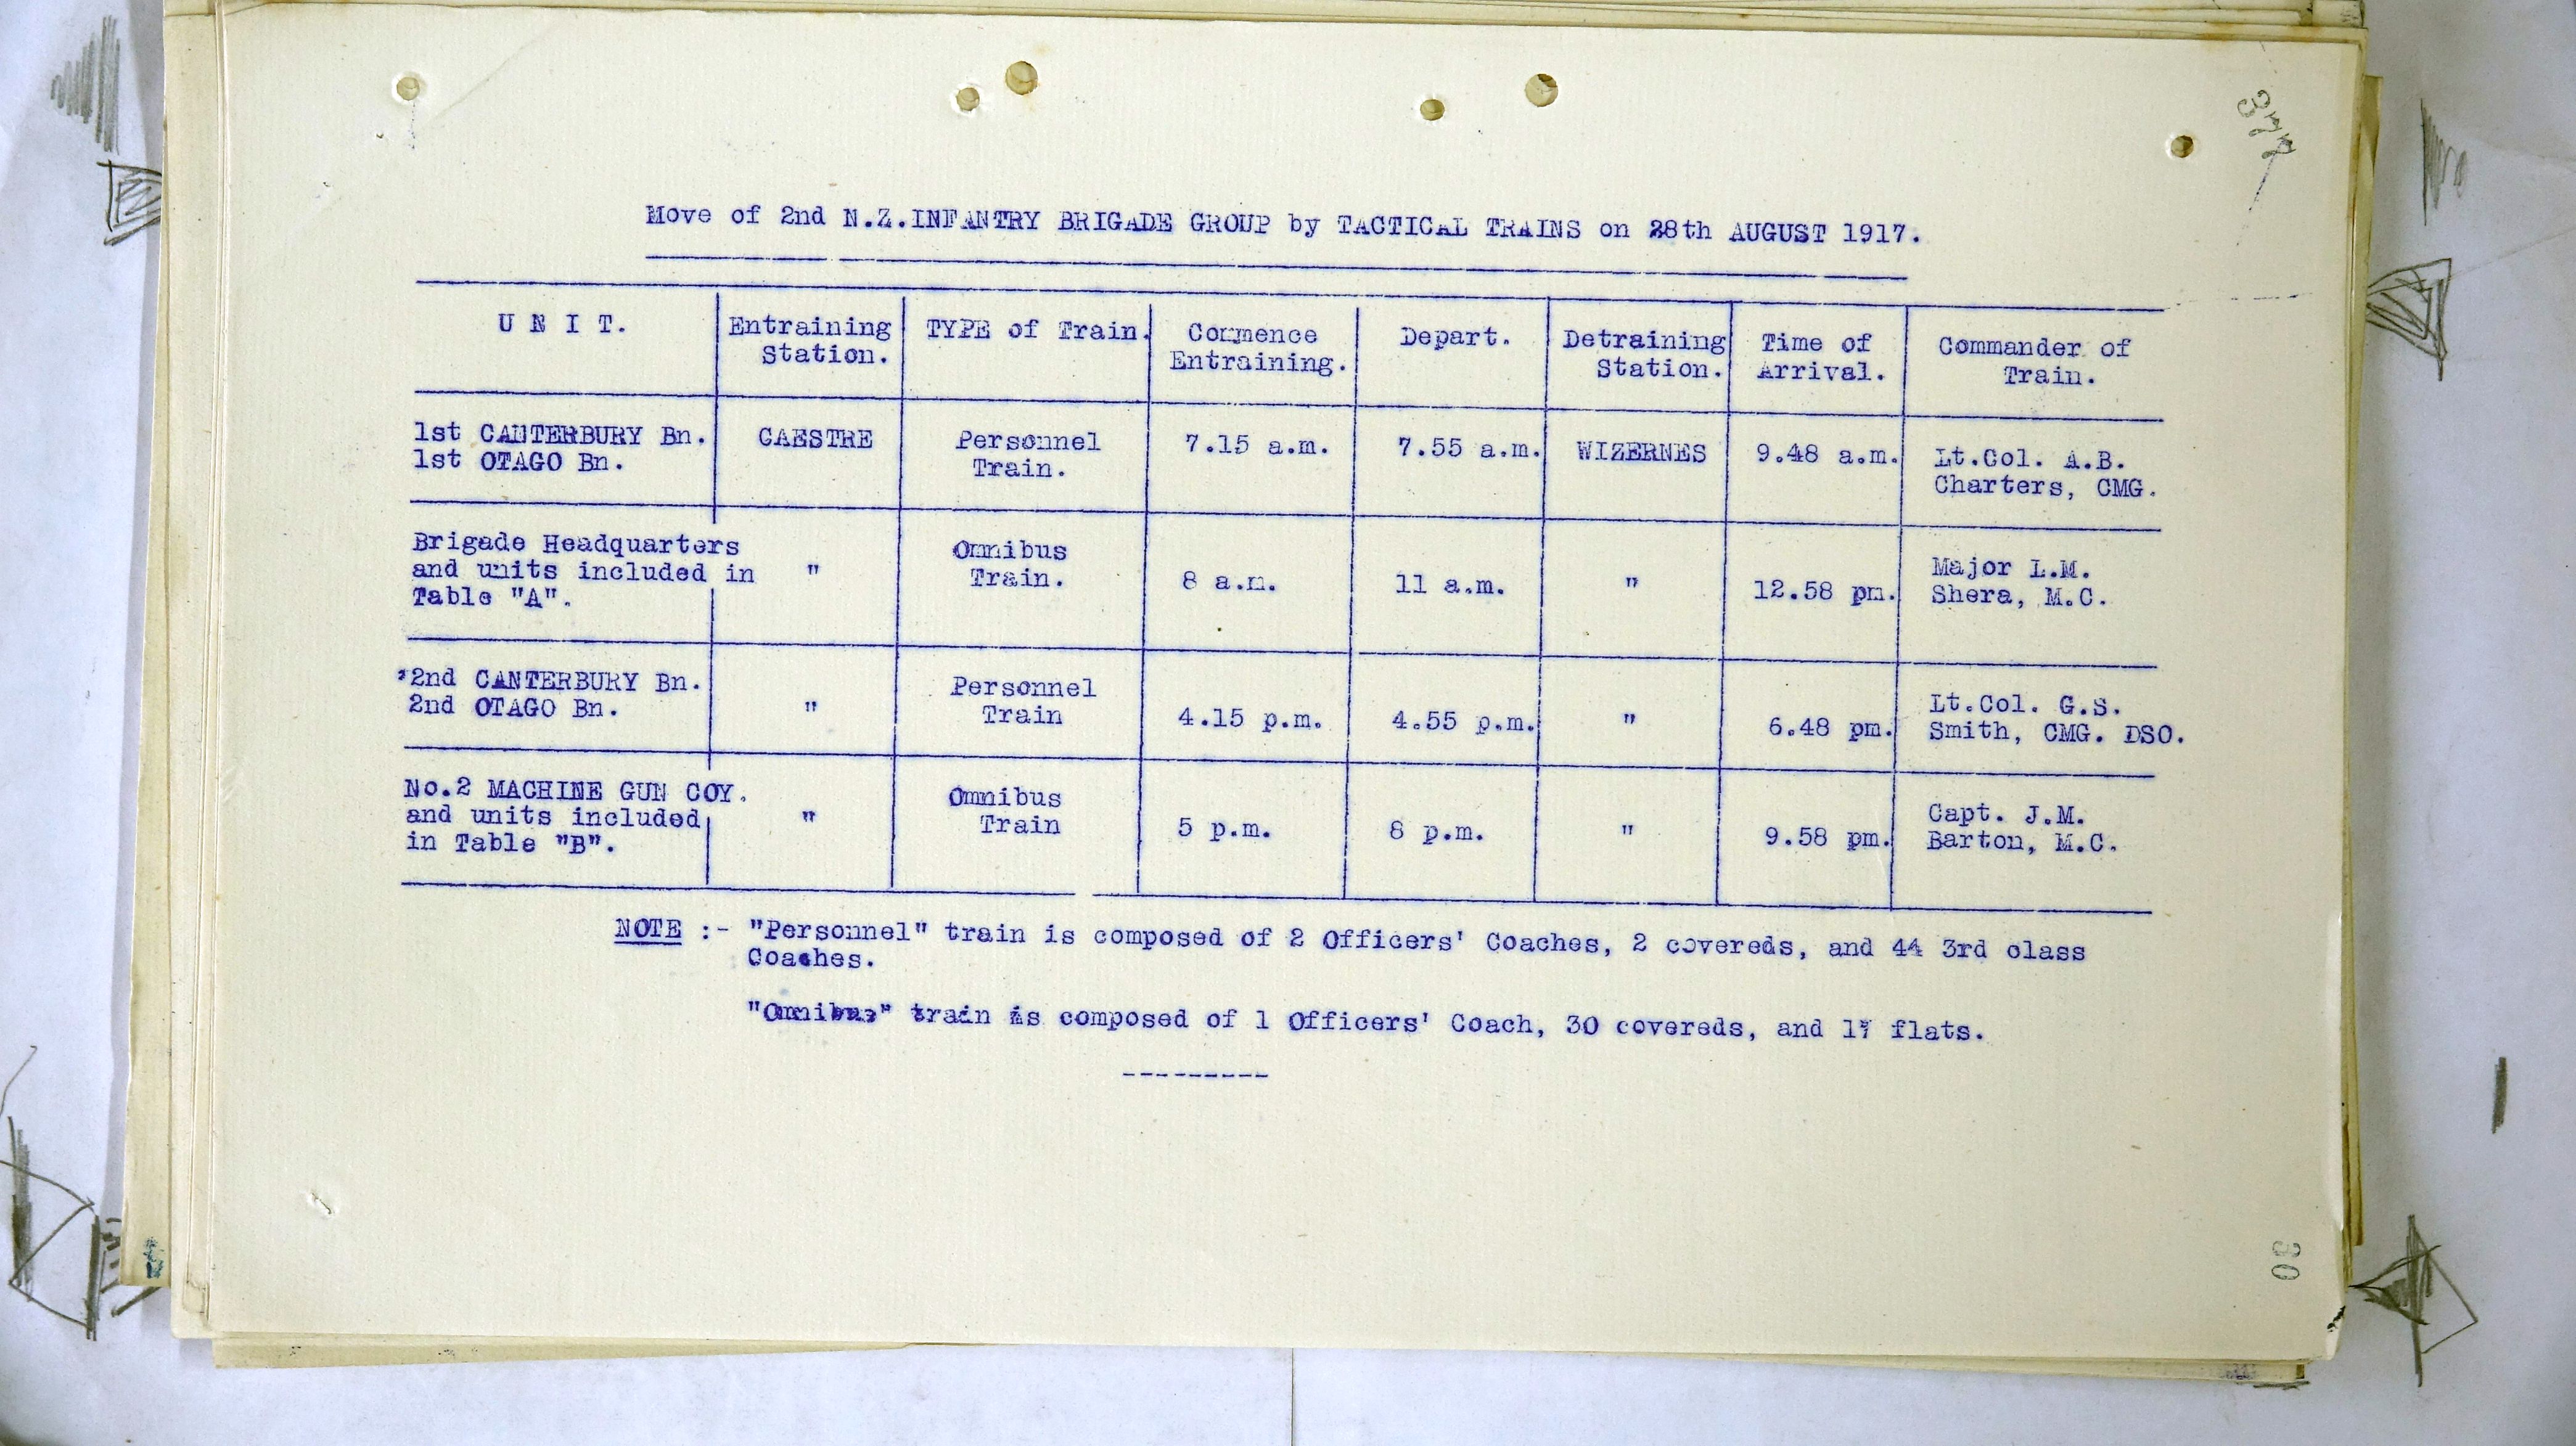 377
Move of 2nd N.Z.INFANTRY BRIGADE GROUP by TACTICAL TRAINS on 28th AUGUST 1917.
U N I T.
Entraining
Station.
TYPE of Train.
Commence
Entraining.
Depart.
Detraining
Station.
Time of
Arrival.
Commander of
Train.
1st CANTERBURY Bn.
1st OTAGO Bn.
CAESTRE
Personnel
Train.
7.15 a.m.
7.55 a.m.
WIZERNES
9.48 a.m.
Lt.Col. A.B.
Charters, CMG.
Brigade Headquarters
and units included in
Table "A".
"
Omnibus
Train.
8 a.m.
11 a.m.
"
12.58 pm.
Major L.M.
Shera, M.C.
2nd CANTERBURY Bn.
2nd OTAGO Bn.
"
Personnel
Train
4.15 p.m.
4.55 p.m.
"
6.48 pm.
Lt.Col. G.S.
Smith, CMG. DSO.
No.2 MACHINE GUN COY.
and units included
in Table "B".
"
Omnibus
Train
5 p.m.
8 p.m.
"
9.58 pm.
Capt. J.M.
Barton, M.C.
NOTE :- "Personnel" train is composed of 2 Officers' Coaches, 2 covereds, and 44 3rd class
Coaches.
"Omnibus" train is composed of 1 Officers' Coach, 30 covereds, and 17 flats.
---------
30